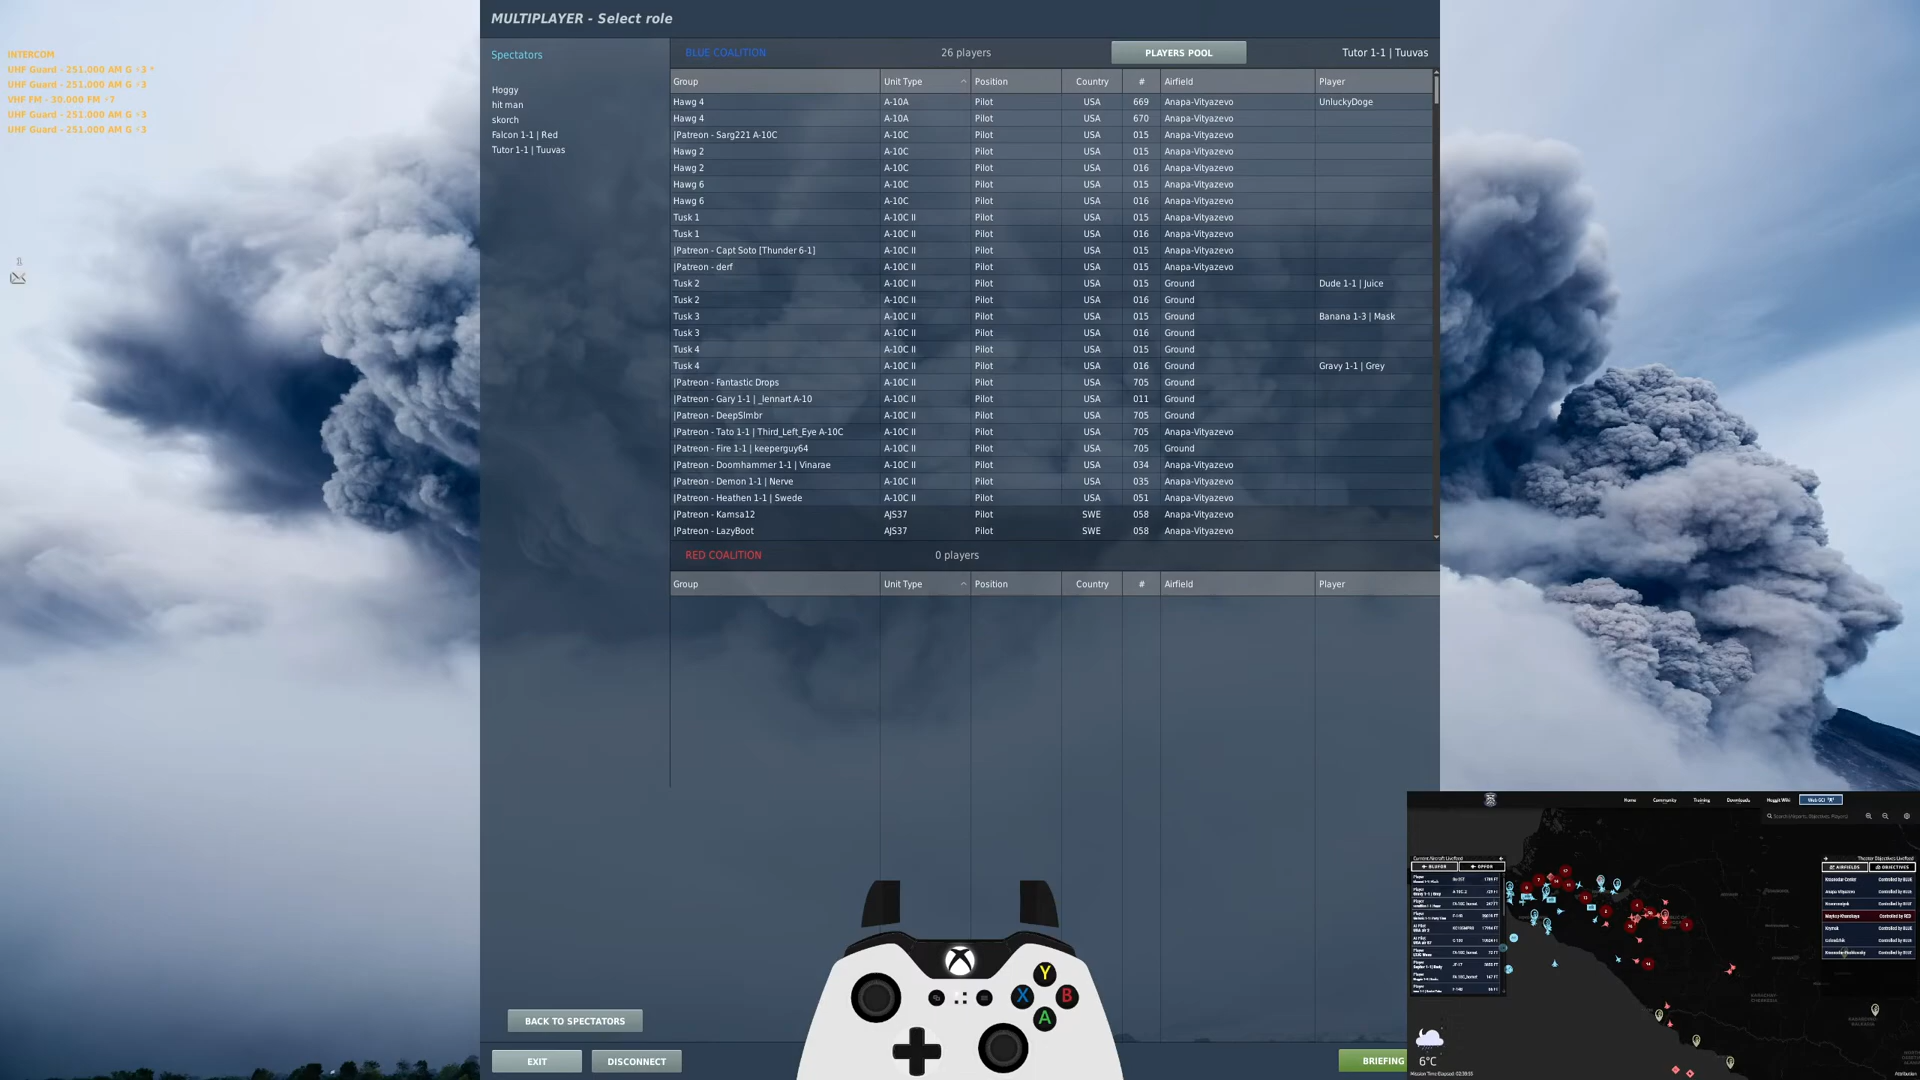 MULTIPLAYER - Select role
INTERCOM
UHF Guard - 251.000 AM G
UHF Guard - 251.000 AM G
VHF FM - 30.000 FM
UHF Guard - 251.000 AM G
UHF Guard - 251.000 AM G
1
Spectators
Hoggy
hit man
skorch
Falcon 1-1 | Red
Tutor 1-1 | Tuuvas
BLUE COALITION 26 players PLAYERS POOL Tutor 1-1 | Tuuvas
Group Unit Type Position Country # Airfield Player
Hawg 4 A-10A Pilot USA 669 Anapa-Vityazevo UnluckyDoge
Hawg 4 A-10A Pilot USA 670 Anapa-Vityazevo
|Patreon - Sarg221 A-10C A-10C Pilot USA 015 Anapa-Vityazevo
Hawg 2 A-10C Pilot USA 015 Anapa-Vityazevo
Hawg 2 A-10C Pilot USA 016 Anapa-Vityazevo
Hawg 6 A-10C Pilot USA 015 Anapa-Vityazevo
Hawg 6 A-10C Pilot USA 016 Anapa-Vityazevo
Tusk 1 A-10C II Pilot USA 015 Anapa-Vityazevo
Tusk 1 A-10C II Pilot USA 016 Anapa-Vityazevo
|Patreon - Capt Soto [Thunder 6-1] A-10C II Pilot USA 015 Anapa-Vityazevo
|Patreon - derf A-10C II Pilot USA 015 Anapa-Vityazevo
Tusk 2 A-10C II Pilot USA 015 Ground Dude 1-1 | Juice
Tusk 2 A-10C II Pilot USA 016 Ground
Tusk 3 A-10C II Pilot USA 015 Ground Banana 1-3 | Mask
Tusk 3 A-10C II Pilot USA 016 Ground
Tusk 4 A-10C II Pilot USA 015 Ground
Tusk 4 A-10C II Pilot USA 016 Ground Gravy 1-1 | Grey
|Patreon - Fantastic Drops A-10C II Pilot USA 705 Ground
|Patreon - Gary 1-1 | _lennart A-10 A-10C II Pilot USA 011 Ground
|Patreon - DeepSlmbr A-10C II Pilot USA 705 Ground
|Patreon - Tato 1-1 | Third_Left_Eye A-10C A-10C II Pilot USA 705 Anapa-Vityazevo
|Patreon - Fire 1-1 | keeperguy64 A-10C II Pilot USA 705 Ground
|Patreon - Doomhammer 1-1 | Vinarae A-10C II Pilot USA 034 Anapa-Vityazevo
|Patreon - Demon 1-1 | Nerve A-10C II Pilot USA 035 Anapa-Vityazevo
|Patreon - Heathen 1-1 | Swede A-10C II Pilot USA 051 Anapa-Vityazevo
|Patreon - Kamsa12 AJS37 Pilot SWE 058 Anapa-Vityazevo
|Patreon - LazyBoot AJS37 Pilot SWE 058 Anapa-Vityazevo
RED COALITION 0 players
Group Unit Type Position Country # Airfield Player
Home Community Training Downloads Hoggit Wiki Web GCI
Controlled by BLUE
Controlled by RED
BACK TO SPECTATORS
EXIT DISCONNECT BRIEFING
Y
X B
A
6°C